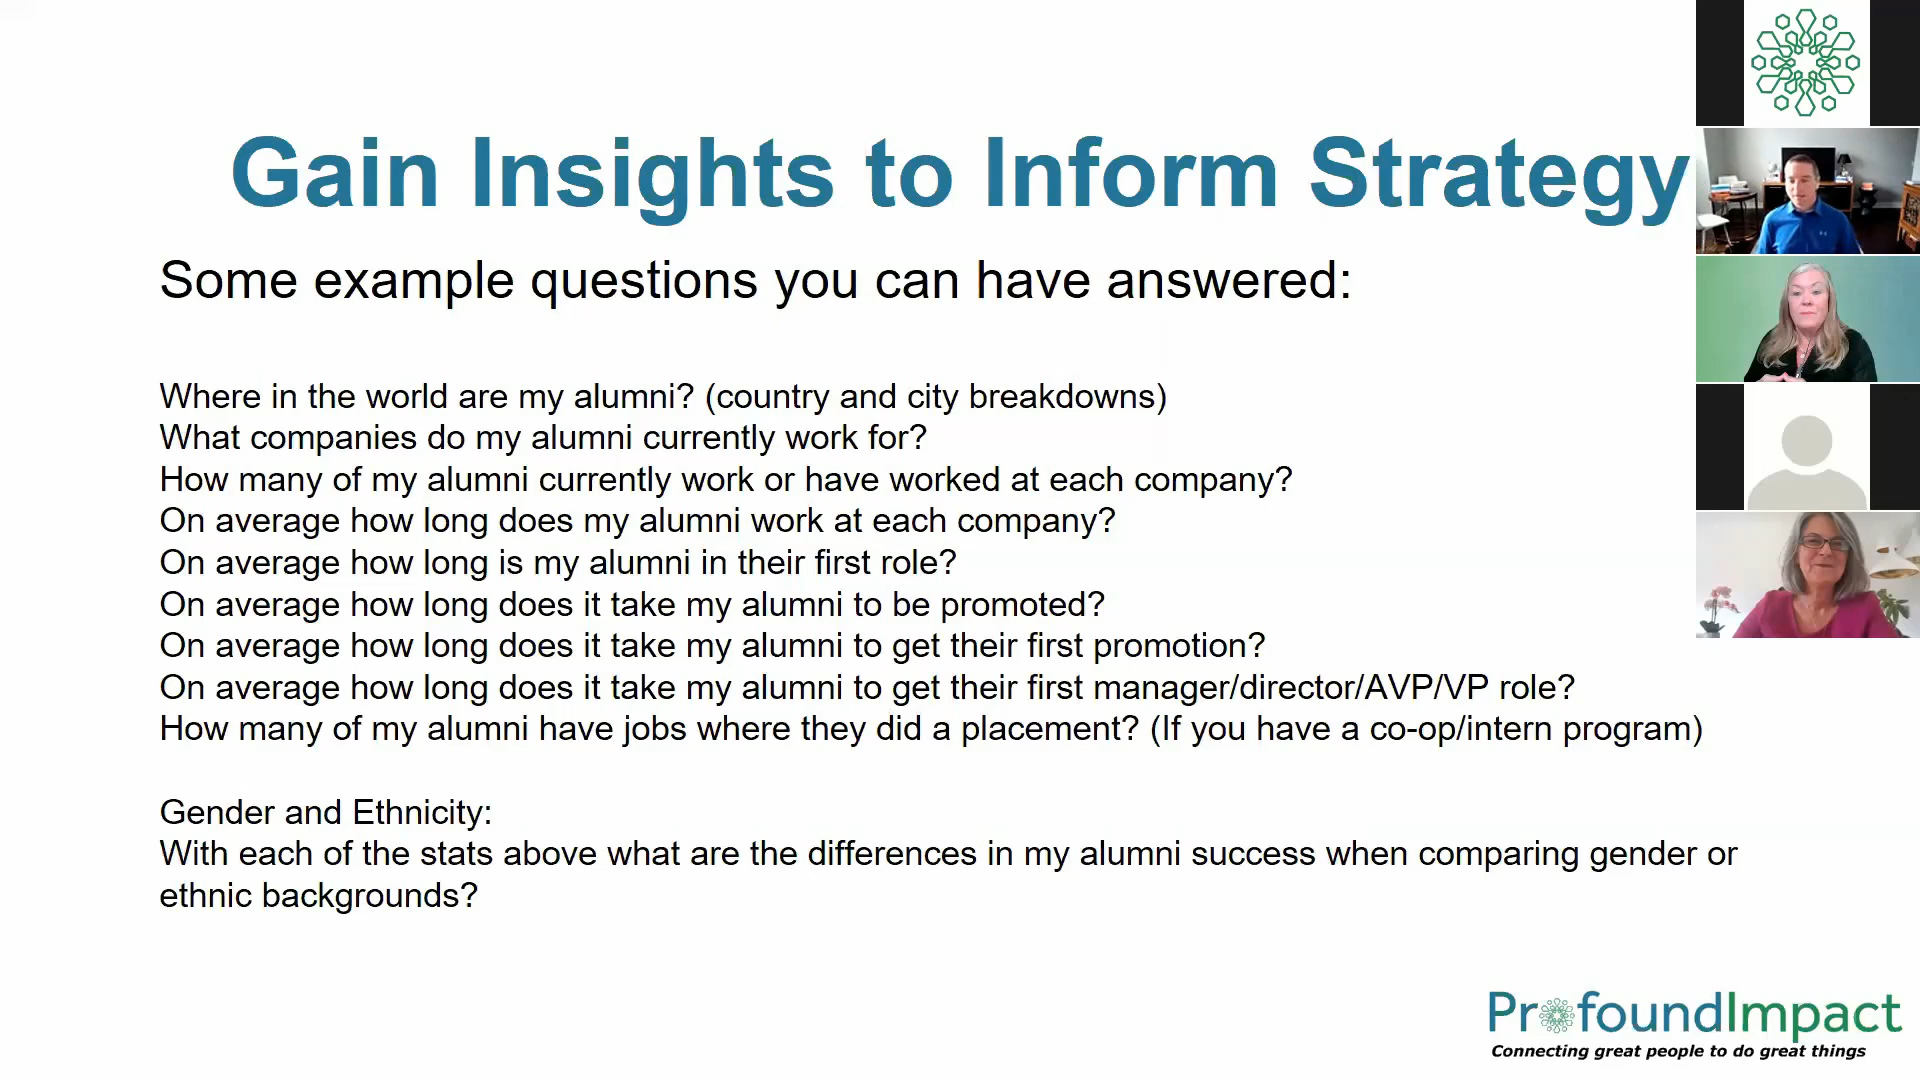 Gain Insights to Inform Strategy
Some example questions you can have answered:
Where in the world are my alumni? (country and city breakdowns)
What companies do my alumni currently work for?
How many of my alumni currently work or have worked at each company?
On average how long does my alumni work at each company?
On average how long is my alumni in their first role?
On average how long does it take my alumni to be promoted?
On average how long does it take my alumni to get their first promotion?
On average how long does it take my alumni to get their first manager/director/AVP/VP role?
How many of my alumni have jobs where they did a placement? (If you have a co-op/intern program)
Gender and Ethnicity:
With each of the stats above what are the differences in my alumni success when comparing gender or
ethnic backgrounds?
ProfoundImpact
Connecting great people to do great things